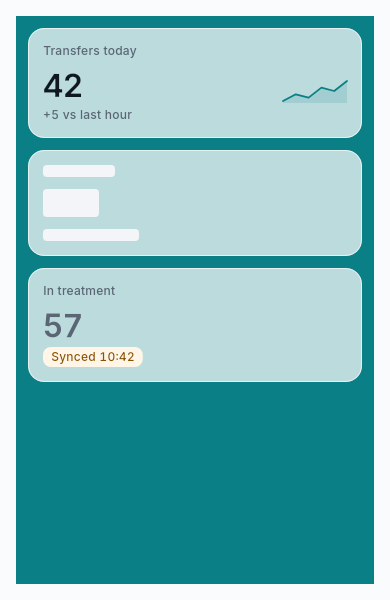 Transfers today
42
+5 vs last hour
In treatment
57
Synced 10:42